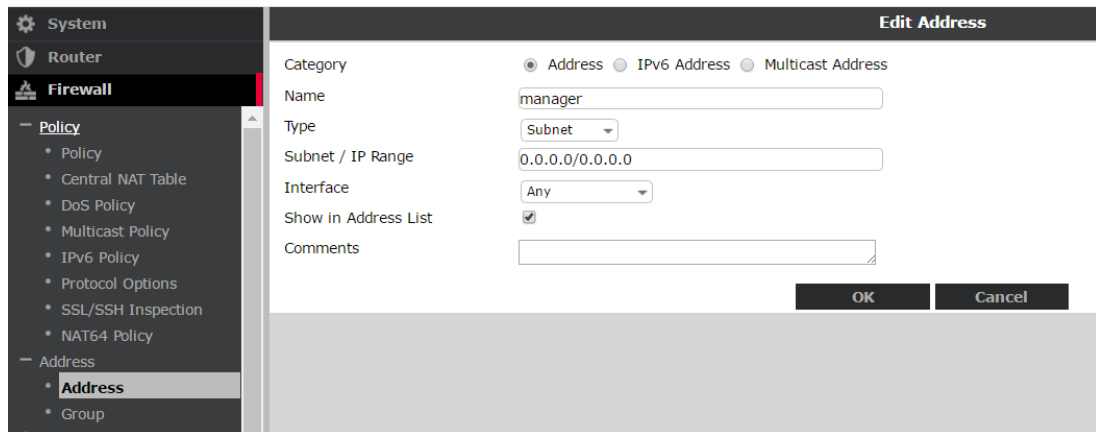 System
Router
Firewall
Policy
Policy
Central NAT Table
DoS Policy
Multicast Policy
IPv6 Policy
Protocol Options
SSL/SSH Inspection
NAT64 Policy
Address
Address
Group
Edit Address
Category Address IPv6 Address Multicast Address
Name manager
Type Subnet
Subnet / IP Range 0.0.0.0/0.0.0.0
Interface Any
Show in Address List
Comments
OK Cancel